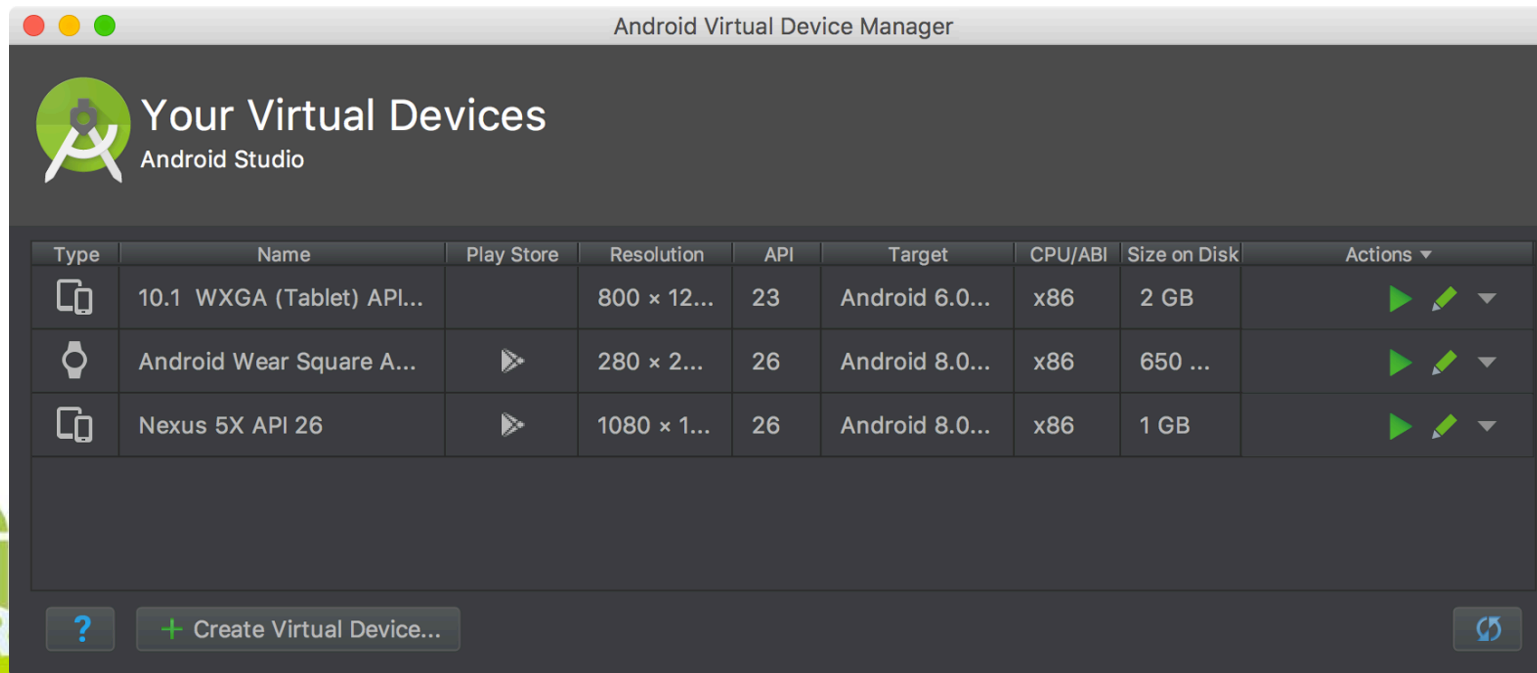 Android Virtual Device Manager
Your Virtual Devices
Android Studio
Type Name Play Store Resolution API Target CPU/ABI Size on Disk Actions
10.1 WXGA (Tablet) API... 800 × 12... 23 Android 6.0... x86 2 GB
Android Wear Square A... 280 × 2... 26 Android 8.0... x86 650 ...
Nexus 5X API 26 1080 × 1... 26 Android 8.0... x86 1 GB
? + Create Virtual Device...